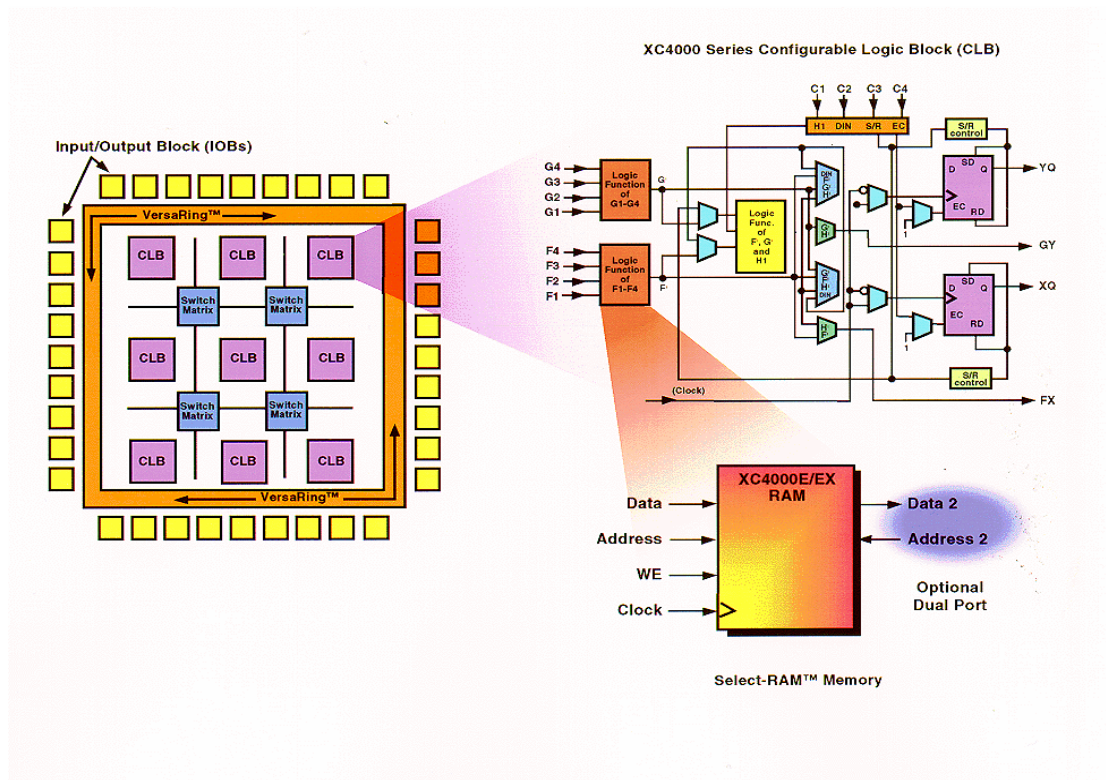 XC4000 Series Configurable Logic Block (CLB)
Input/Output Block (IOBs)
VersaRing™
CLB
CLB
CLB
Switch
Matrix
Switch
Matrix
CLB
CLB
CLB
Switch
Matrix
Switch
Matrix
CLB
CLB
CLB
VersaRing™
C1 C2 C3 C4
H1 DIN S/R EC
S/R
control
G4
G3
G2
G1
Logic
Function
of
G1-G4
G'
DIN
F'
G'
H'
SD
D Q
EC
RD
1
YQ
Logic
Func.
of
F', G'
and
H1
G'
H'
GY
F4
F3
F2
F1
Logic
Function
of
F1-F4
F'
G'
F'
H'
DIN
SD
D Q
EC
RD
1
XQ
H'
F'
S/R
control
(Clock)
FX
XC4000E/EX
RAM
Data
Address
WE
Clock
Data 2
Address 2
Optional
Dual Port
Select-RAM™ Memory